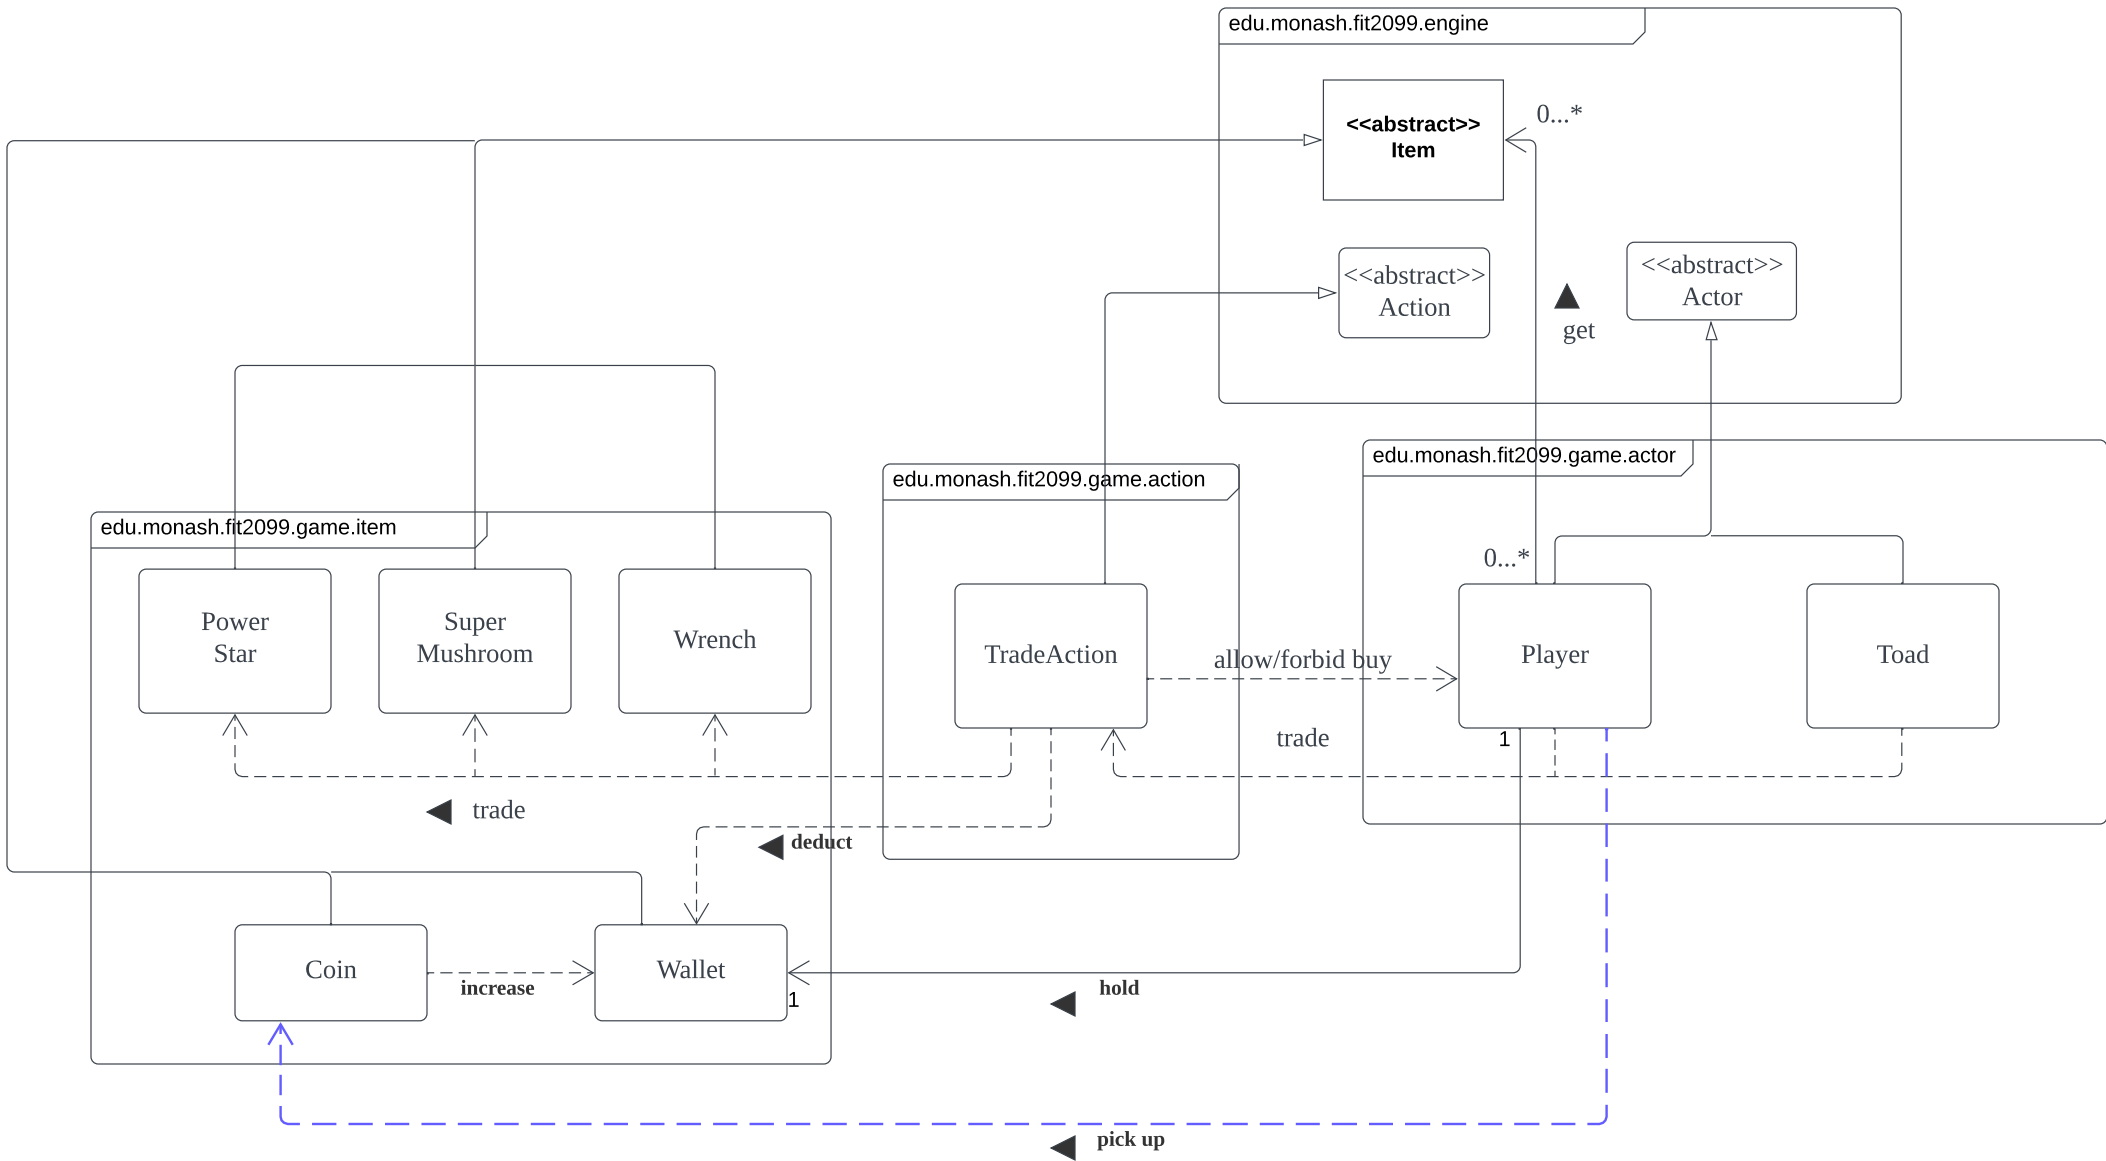 edu.monash.fit2099.engine
<<abstract>>
Item
0...*
<<abstract>>
Action
<<abstract>>
Actor
get
edu.monash.fit2099.game.actor
edu.monash.fit2099.game.action
edu.monash.fit2099.game.item
0...*
Power
Star
Super
Mushroom
Wrench
TradeAction
allow/forbid buy
Player
Toad
1
trade
trade
deduct
Coin
increase
Wallet
1
hold
pick up